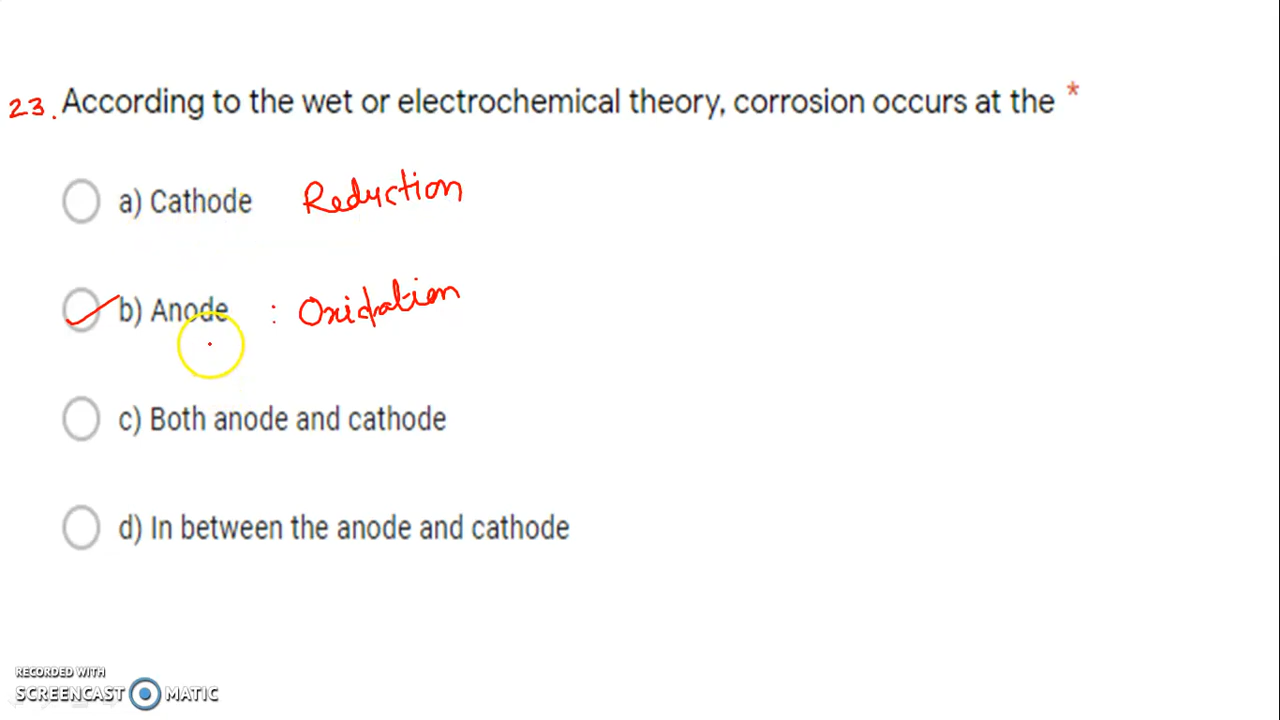 23. According to the wet or electrochemical theory, corrosion occurs at the *
a) Cathode Reduction
b) Anode : Oxidation
c) Both anode and cathode
d) In between the anode and cathode
RECORDED WITH
SCREENCAST MATIC